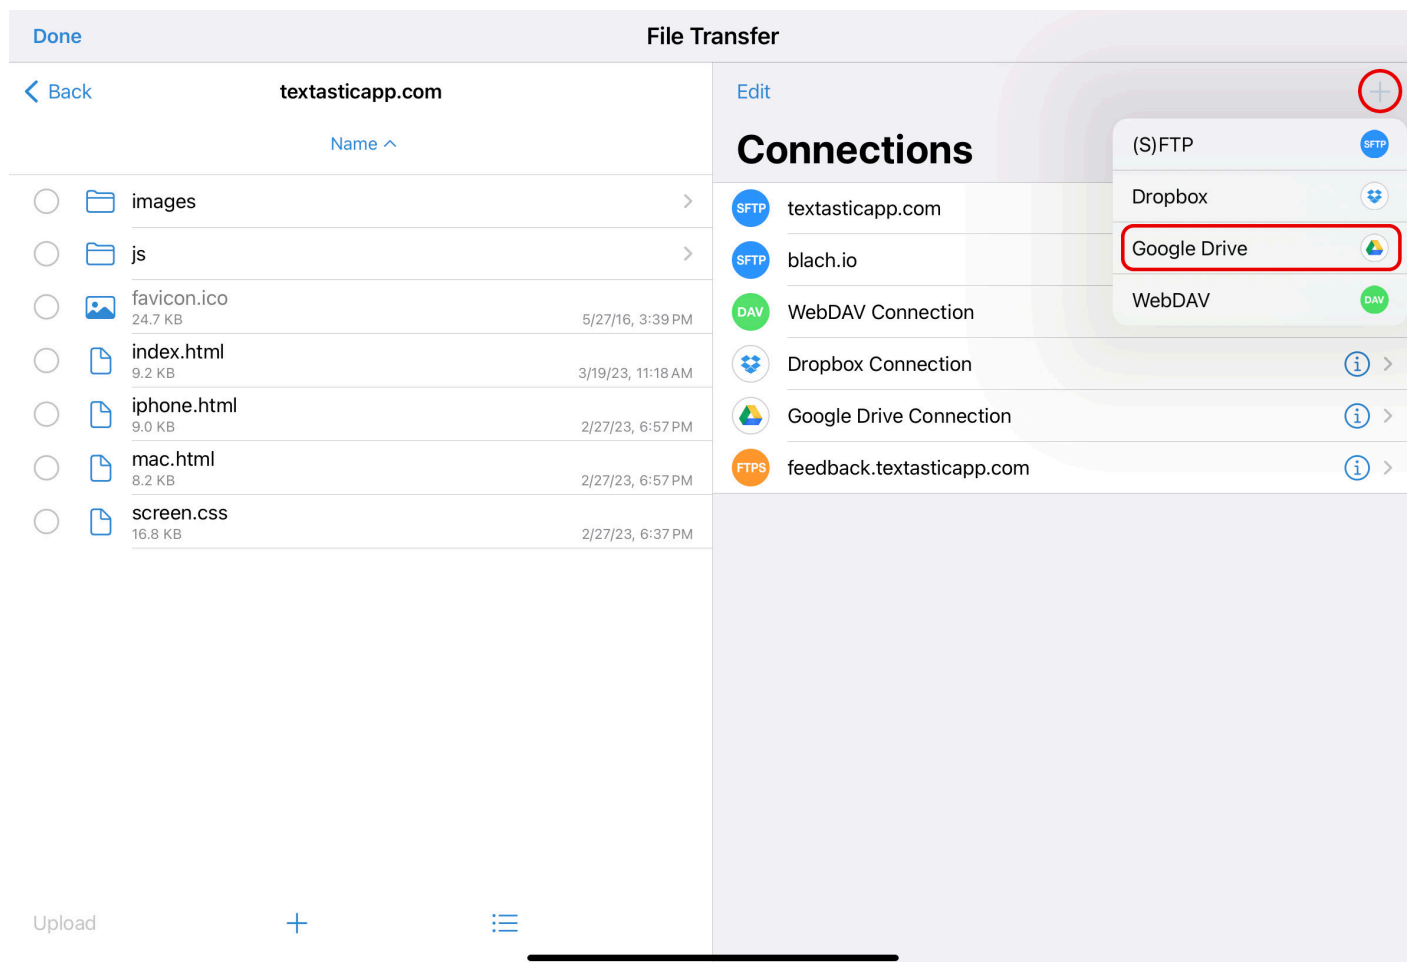 Done
File Transfer
Back
textasticapp.com
Name
images
js
favicon.ico
24.7 KB
5/27/16, 3:39 PM
index.html
9.2 KB
3/19/23, 11:18 AM
iphone.html
9.0 KB
2/27/23, 6:57 PM
mac.html
8.2 KB
2/27/23, 6:57 PM
screen.css
16.8 KB
2/27/23, 6:37 PM
Upload
Edit
Connections
SFTP textasticapp.com
SFTP blach.io
DAV WebDAV Connection
Dropbox Connection
Google Drive Connection
FTPS feedback.textasticapp.com
(S)FTP SFTP
Dropbox
Google Drive
WebDAV DAV